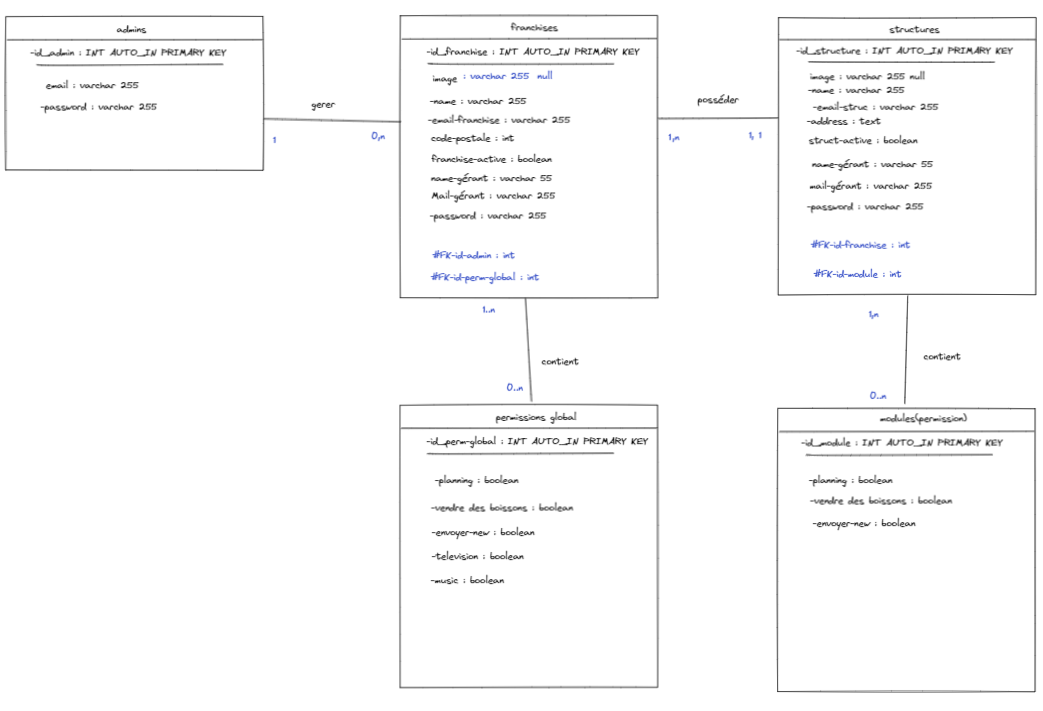 admins
-id_admin : INT AUTO_IN PRIMARY KEY
email : varchar 255
-password : varchar 255
gerer
1
0,n
franchises
-id_franchise : INT AUTO_IN PRIMARY KEY
image : varchar 255 null
-name : varchar 255
-email-franchise : varchar 255
code-postale : int
franchise-active : boolean
name-gérant : varchar 55
Mail-gérant : varchar 255
-password : varchar 255
#FK-id-admin : int
#FK-id-perm-global : int
posséder
1,n
1, 1
structures
-id_structure : INT AUTO_IN PRIMARY KEY
image : varchar 255 null
-name : varchar 255
-email-struc : varchar 255
-address : text
struct-active : boolean
name-gérant : varchar 55
mail-gérant : varchar 255
-password : varchar 255
#FK-id-franchise : int
#FK-id-module : int
1..n
contient
0..n
1,n
contient
0..n
permissions global
-id_perm-global : INT AUTO_IN PRIMARY KEY
-planning : boolean
-vendre des boissons : boolean
-envoyer-new : boolean
-television : boolean
-music : boolean
modules(permission)
-id_module : INT AUTO_IN PRIMARY KEY
-planning : boolean
-vendre des boissons : boolean
-envoyer-new : boolean